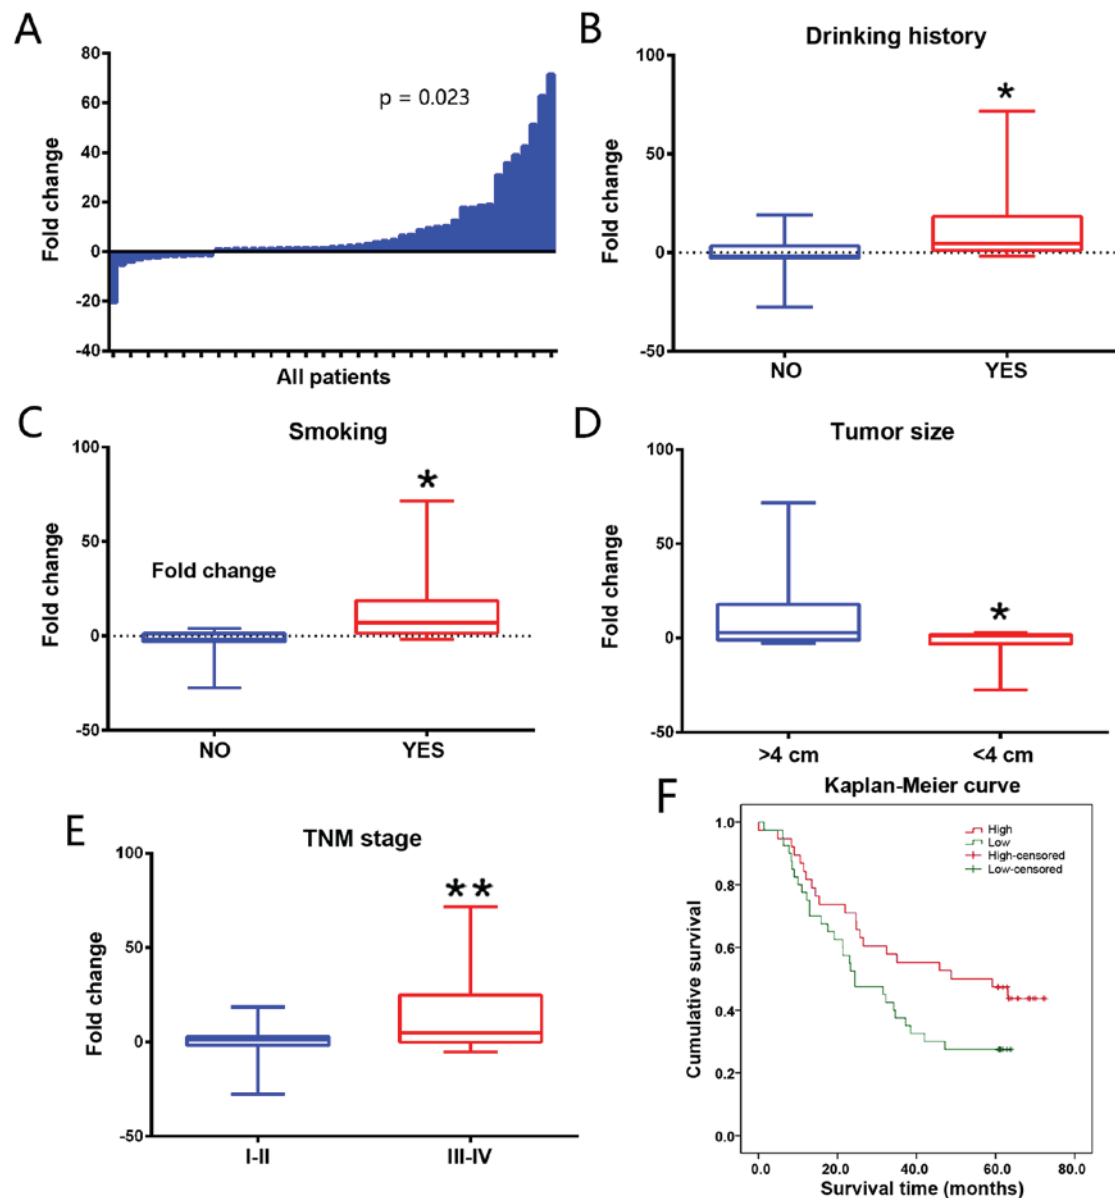 A
80
60
40
20
0
-20
-40
Fold change
p = 0.023
All patients
B
Drinking history
100
50
0
-50
Fold change
*
NO YES
C
Smoking
100
50
0
-50
Fold change
Fold change
*
NO YES
D
Tumor size
100
50
0
-50
Fold change
*
>4 cm <4 cm
E
TNM stage
100
50
0
-50
Fold change
**
I-II III-IV
F
Kaplan-Meier curve
1.0
0.8
0.6
0.4
0.2
0.0
Cumulative survival
High
Low
High-censored
Low-censored
0.0 20.0 40.0 60.0 80.0
Survival time (months)